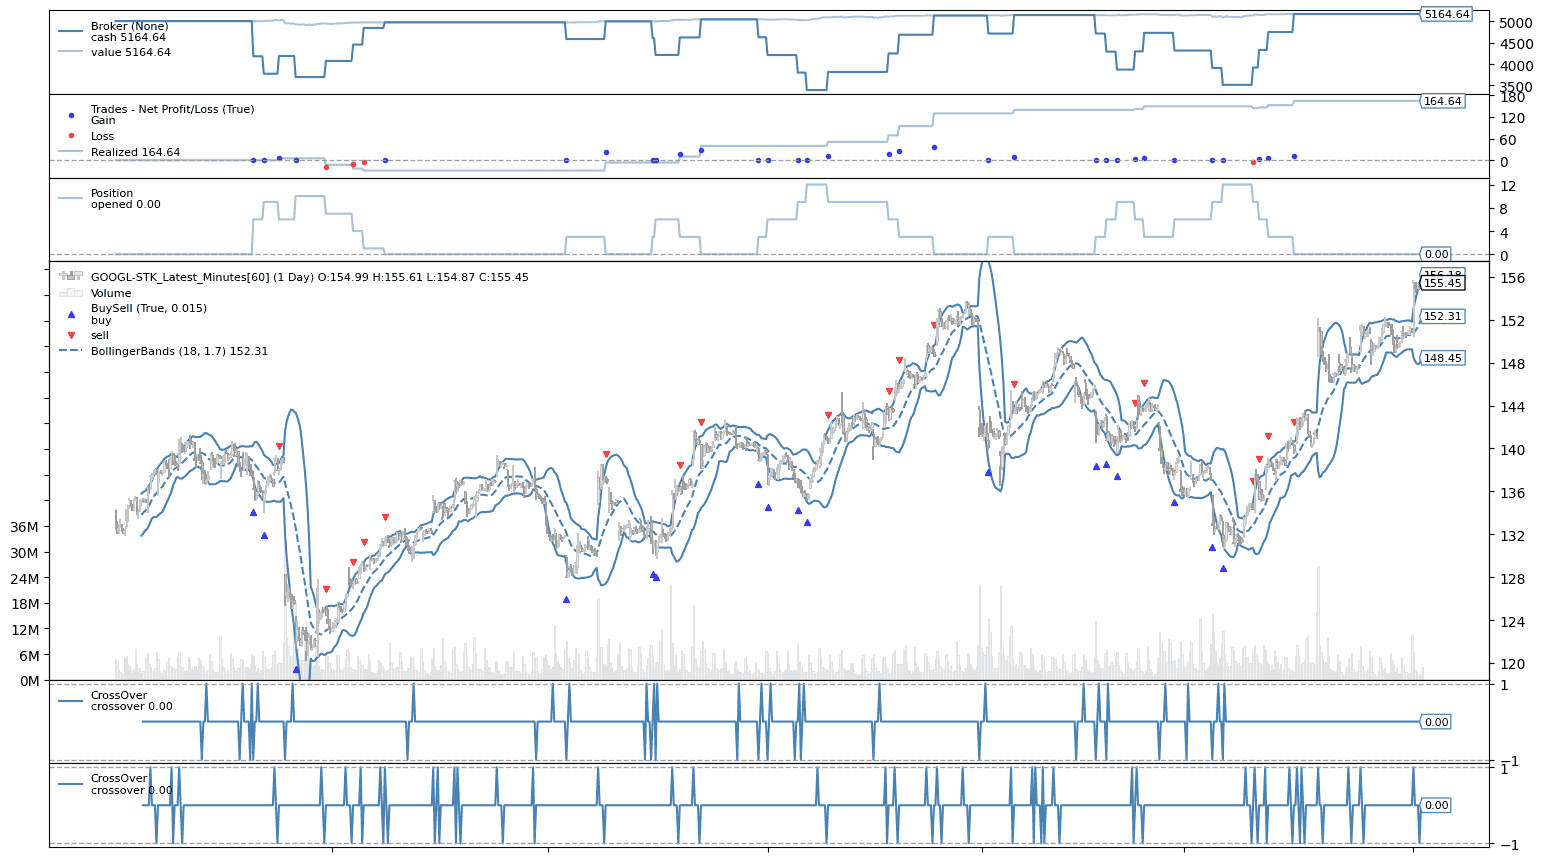 Broker (None)
cash 5164.64
value 5164.64
5164.64
5000
4500
4000
3500
Trades - Net Profit/Loss (True)
Gain
Loss
Realized 164.64
180
164.64
120
60
0
Position
opened 0.00
12
8
4
0
0.00
GOOGL-STK_Latest_Minutes[60] (1 Day) O:154.99 H:155.61 L:154.87 C:155.45
Volume
BuySell (True, 0.015)
buy
sell
BollingerBands (18, 1.7) 152.31
156
156.18
155.45
152
152.31
148
148.45
144
140
136
132
128
124
120
36M
30M
24M
18M
12M
6M
0M
CrossOver
crossover 0.00
1
0.00
−1
CrossOver
crossover 0.00
1
0.00
−1